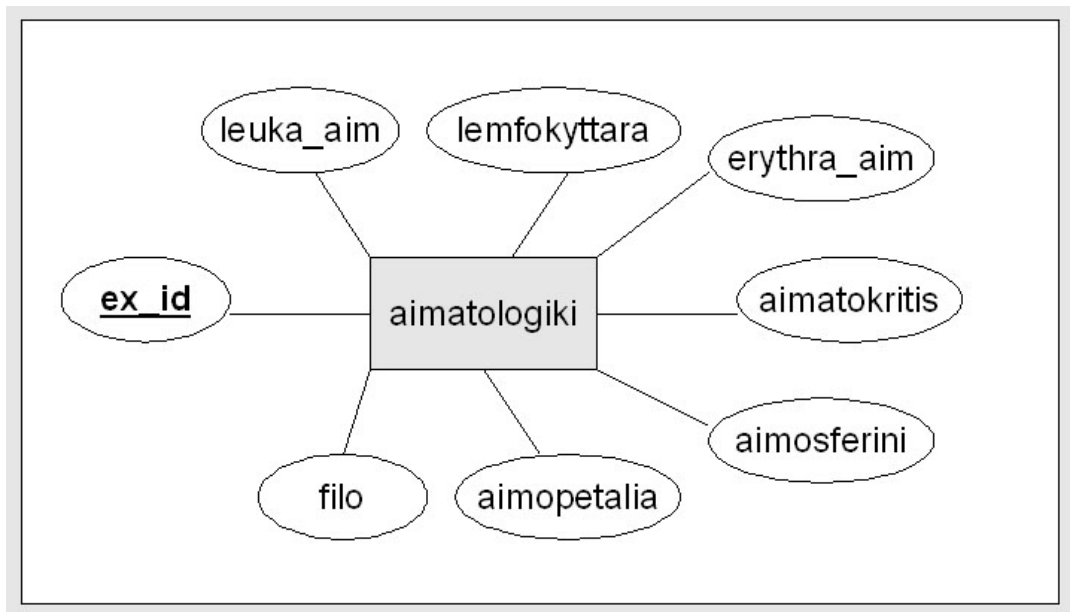 leuka_aim
lemfokyttara
erythra_aim
ex_id
aimatologiki
aimatokritis
aimosferini
filo
aimopetalia